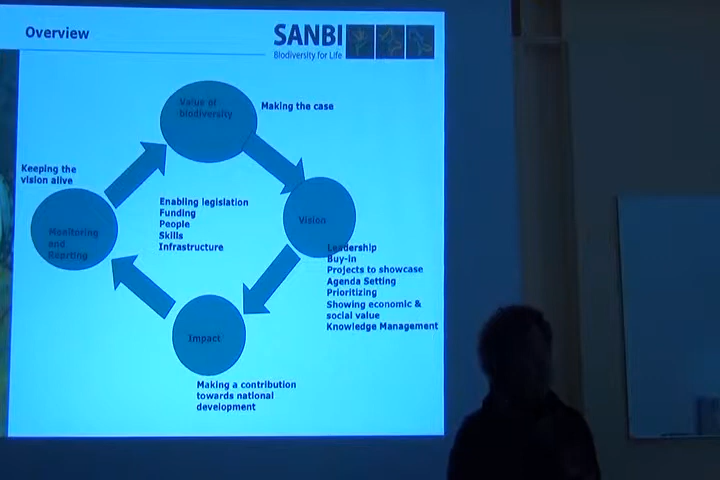 Overview
SANBI
Biodiversity for Life
Value of
biodiversity
Making the case
Keeping the
vision alive
Enabling legislation
Funding
People
Skills
Infrastructure
Vision
Monitoring
and
Reprting
Leadership
Buy-in
Projects to showcase
Agenda Setting
Prioritizing
Showing economic &
social value
Knowledge Management
Impact
Making a contribution
towards national
development